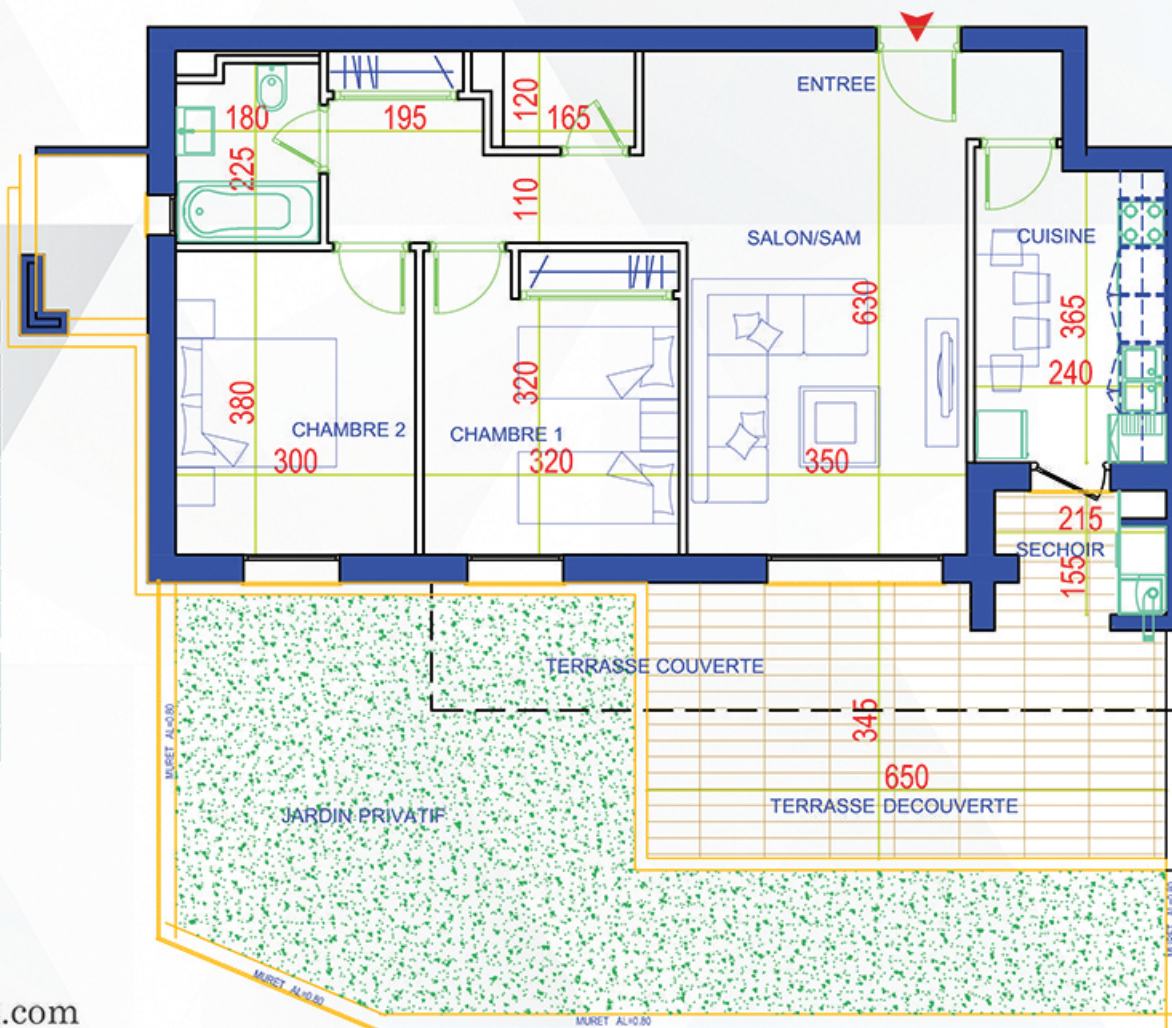 ENTREE
120
180
195
165
225
110
SALON/SAM
CUISINE
630
365
320
240
380
CHAMBRE 2
CHAMBRE 1
300
320
350
215
SECHOIR
155
TERRASSE COUVERTE
MURET AL=0.80
345
650
TERRASSE DECOUVERTE
JARDIN PRIVATIF
MURET AL=0.80
.com
MURET AL=0.80